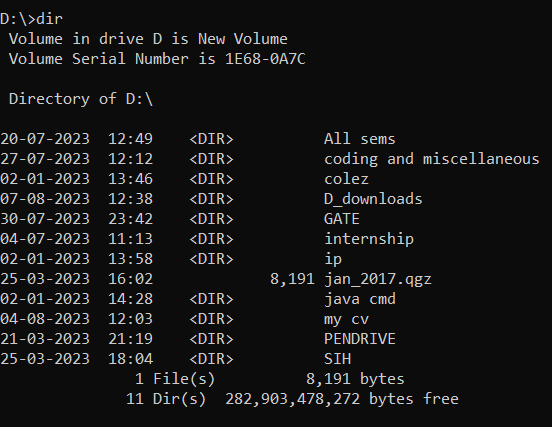 D:\>dir
Volume in drive D is New Volume
Volume Serial Number is 1E68-0A7C
Directory of D:\
20-07-2023  12:49    <DIR>          All sems
27-07-2023  12:12    <DIR>          coding and miscellaneous
02-01-2023  13:46    <DIR>          colez
07-08-2023  12:38    <DIR>          D_downloads
30-07-2023  23:42    <DIR>          GATE
04-07-2023  11:13    <DIR>          internship
02-01-2023  13:58    <DIR>          ip
25-03-2023  16:02             8,191 jan_2017.qgz
02-01-2023  14:28    <DIR>          java cmd
04-08-2023  12:03    <DIR>          my cv
21-03-2023  21:19    <DIR>          PENDRIVE
25-03-2023  18:04    <DIR>          SIH
1 File(s)          8,191 bytes
11 Dir(s)  282,903,478,272 bytes free